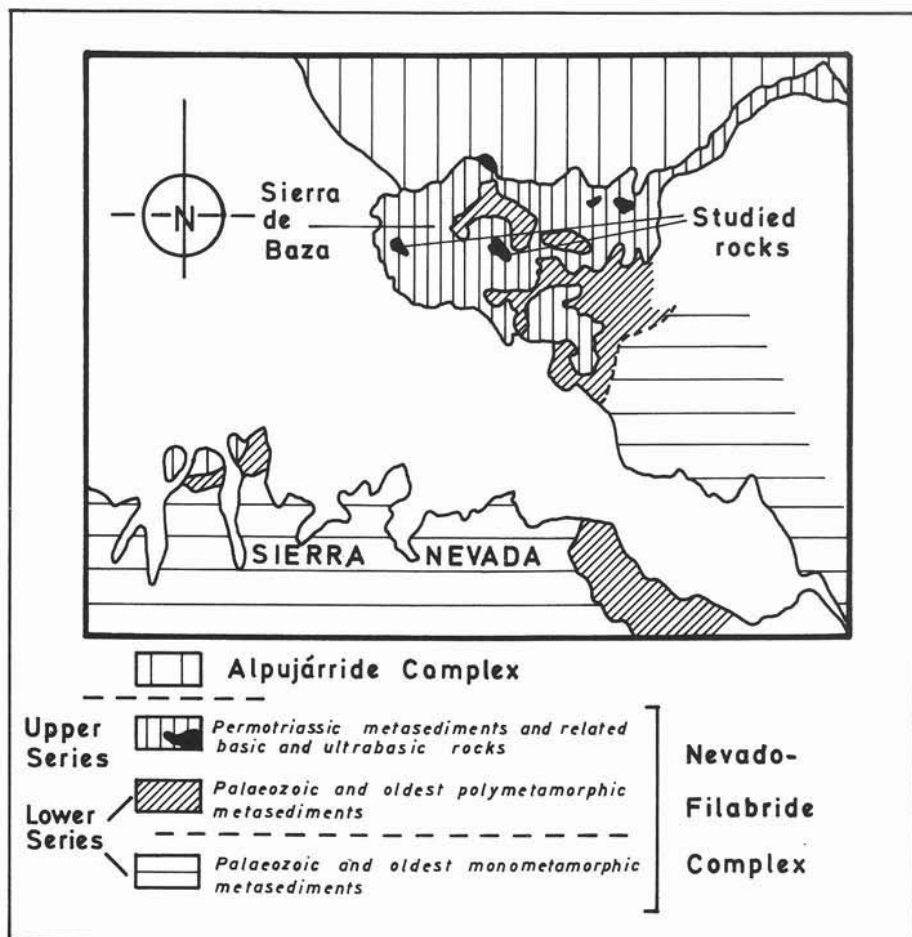 N
Sierra
de
Baza
Studied
rocks
SIERRA NEVADA
Alpujárride Complex
Upper
Series
Permotriassic metasediments and related
basic and ultrabasic rocks
Lower
Series
Palaeozoic and oldest polymetamorphic
metasediments
Palaeozoic and oldest monometamorphic
metasediments
Nevado-
Filabride
Complex